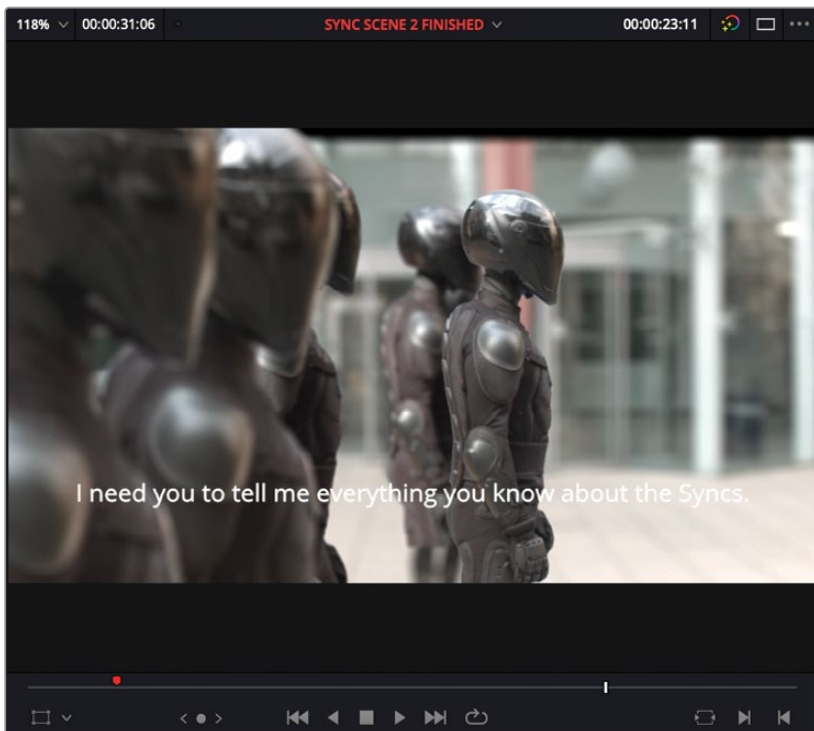 118% 00:00:31:06 SYNC SCENE 2 FINISHED 00:00:23:11
I need you to tell me everything you know about the Syncs.